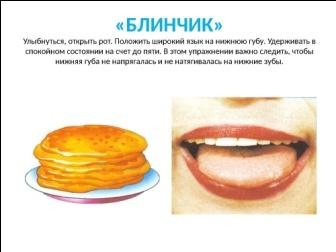 «БЛИНЧИК»
Улыбнуться, открыть рот. Положить широкий язык на нижнюю губу. Удерживать в
спокойном состоянии на счет до пяти. В этом упражнении важно следить, чтобы
нижняя губа не напрягалась и не натягивалась на нижние зубы.